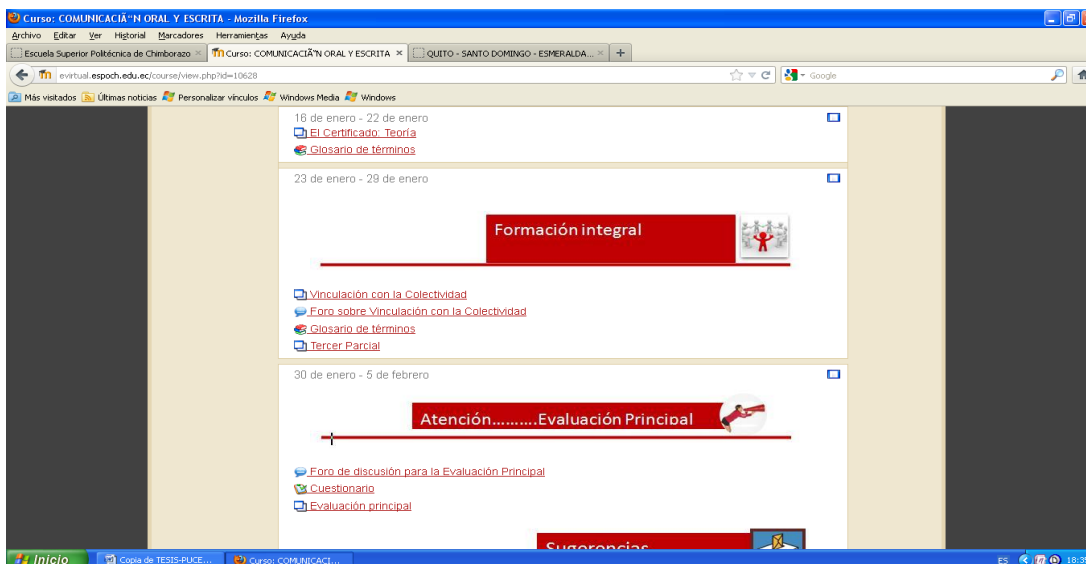 Curso: COMUNICACIÃ“N ORAL Y ESCRITA - Mozilla Firefox
Archivo Editar Ver Historial Marcadores Herramientas Ayuda
Escuela Superior Politécnica de Chimborazo × Curso: COMUNICACIÃ“N ORAL Y ESCRITA × QUITO - SANTO DOMINGO - ESMERALDA... × +
evirtual.espoch.edu.ec/course/view.php?id=10628 Google
Más visitados Últimas noticias Personalizar vínculos Windows Media Windows
16 de enero - 22 de enero
El Certificado: Teoría
Glosario de términos
23 de enero - 29 de enero
Formación integral
Vinculación con la Colectividad
Foro sobre Vinculación con la Colectividad
Glosario de términos
Tercer Parcial
30 de enero - 5 de febrero
Atención..........Evaluación Principal
Foro de discusión para la Evaluación Principal
Cuestionario
Evaluación principal
Sugerencias
Inicio Copia de TESIS-PUCE... Curso: COMUNICACI... ES